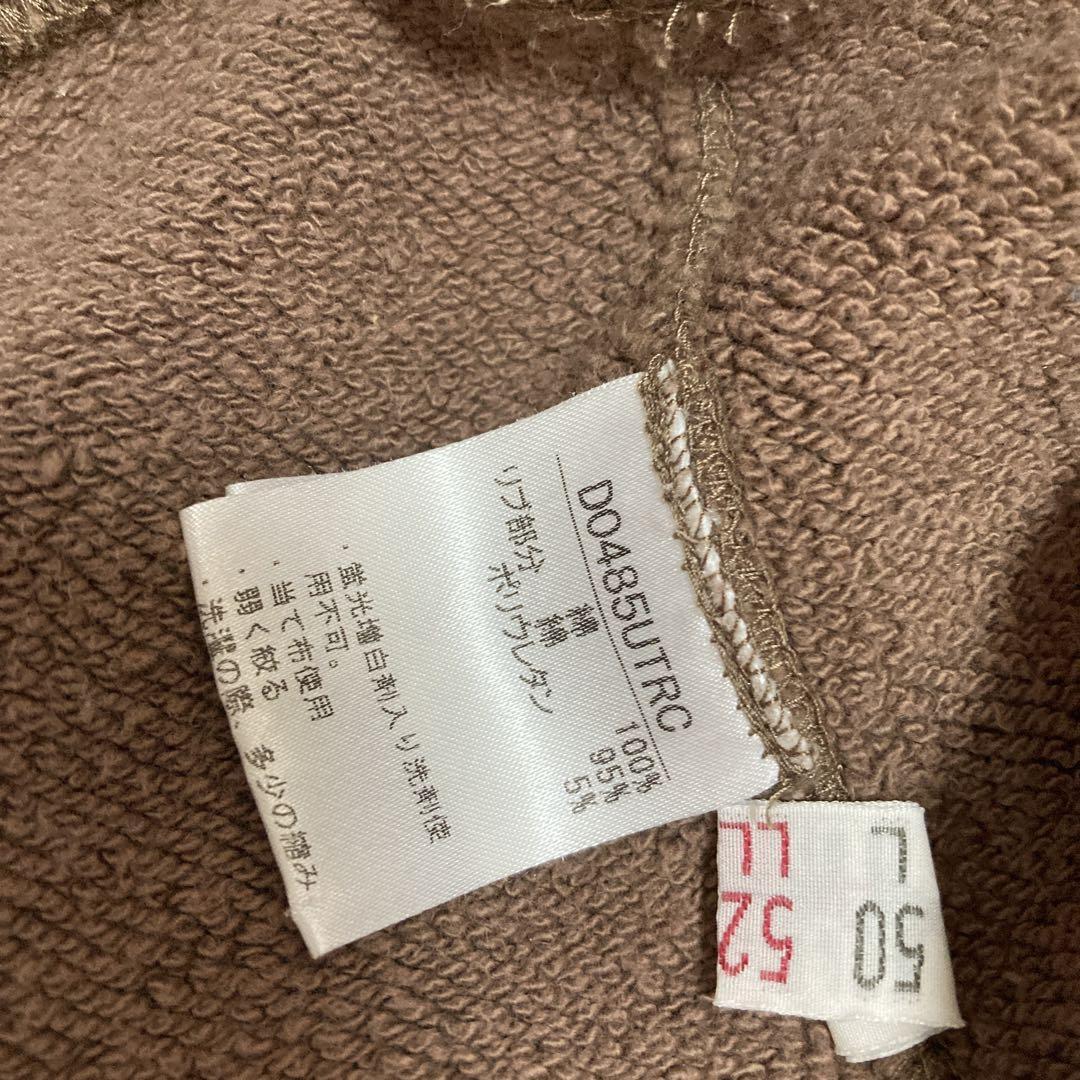 DO485UTRC
綿 100%
リブ部分 綿 95%
ポリウレタン 5%
・蛍光増白剤入り洗剤使
用不可。
・当て布使用
・弱く絞る
・洗濯の際 多少の縮み
L 50
LL 52